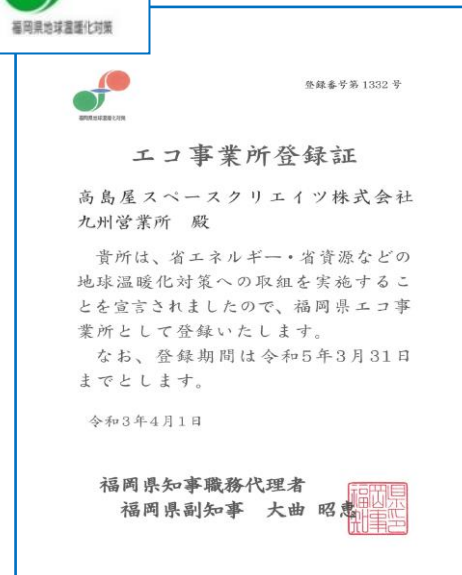 福岡県地球温暖化対策
福岡県地球温暖化対策
登録番号第1332号
エコ事業所登録証
高島屋スペースクリエイツ株式会社
九州営業所 殿
貴所は、省エネルギー・省資源などの
地球温暖化対策への取組を実施するこ
とを宣言されましたので、福岡県エコ事
業所として登録いたします。
なお、登録期間は令和5年3月31日
までとします。
令和3年4月1日
福岡県知事職務代理者
福岡県副知事 大曲 昭恵